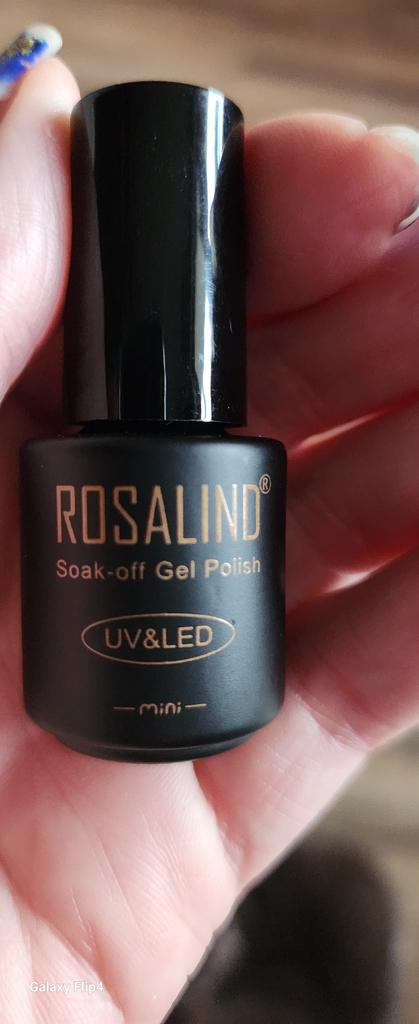 ROSALIND®
Soak-off Gel Polish
UV&LED
mini
Galaxy Flip4